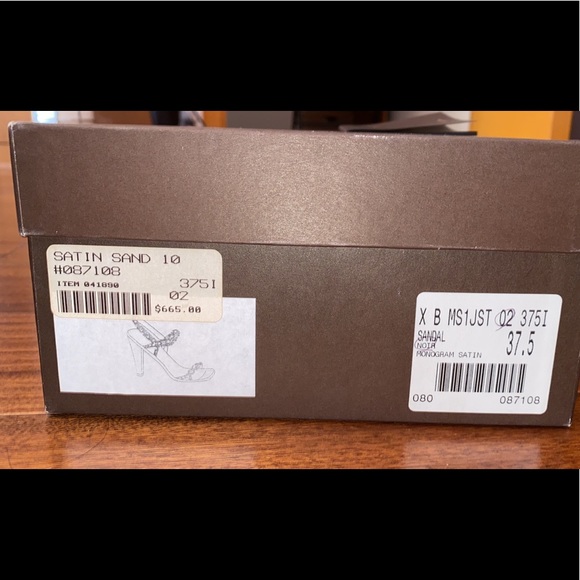 SATIN SAND 10
#087108
ITEM 041890 375I
02
$665.00
X B MS1JST 02 375I
SANDAL 37.5
NOIR
MONOGRAM SATIN
080 087108